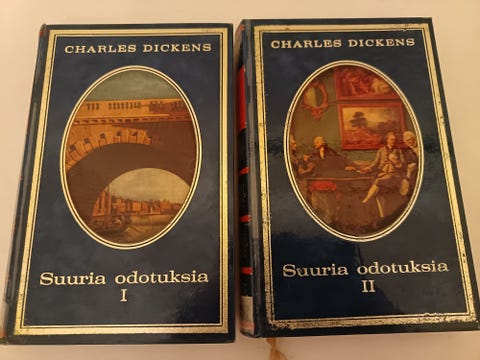 CHARLES DICKENS
Suuria odotuksia
I
CHARLES DICKENS
Suuria odotuksia
II